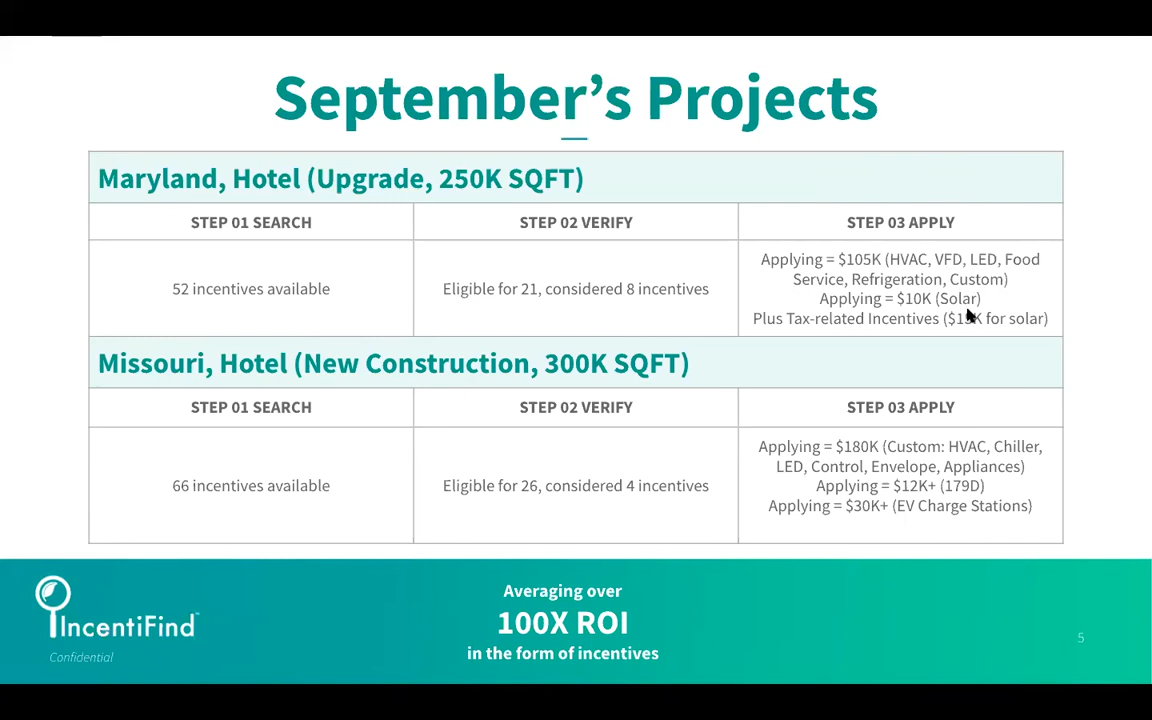 September's Projects
Maryland, Hotel (Upgrade, 250K SQFT)
STEP 01 SEARCH
STEP 02 VERIFY
STEP 03 APPLY
52 incentives available
Eligible for 21, considered 8 incentives
Applying = $105K (HVAC, VFD, LED, Food
Service, Refrigeration, Custom)
Applying = $10K (Solar)
Plus Tax-related Incentives for solar)
Missouri, Hotel (New Construction, 300K SQFT)
STEP 01 SEARCH
STEP 02 VERIFY
STEP 03 APPLY
66 incentives available
Eligible for 26, considered 4 incentives
Applying = $180K (Custom: HVAC, Chiller,
LED, Control, Envelope, Appliances)
Applying = $12K+ (179D)
Applying = $30K+ (EV Charge Stations)
IncentiFind™
Confidential
Averaging over
100X ROI
in the form of incentives
5